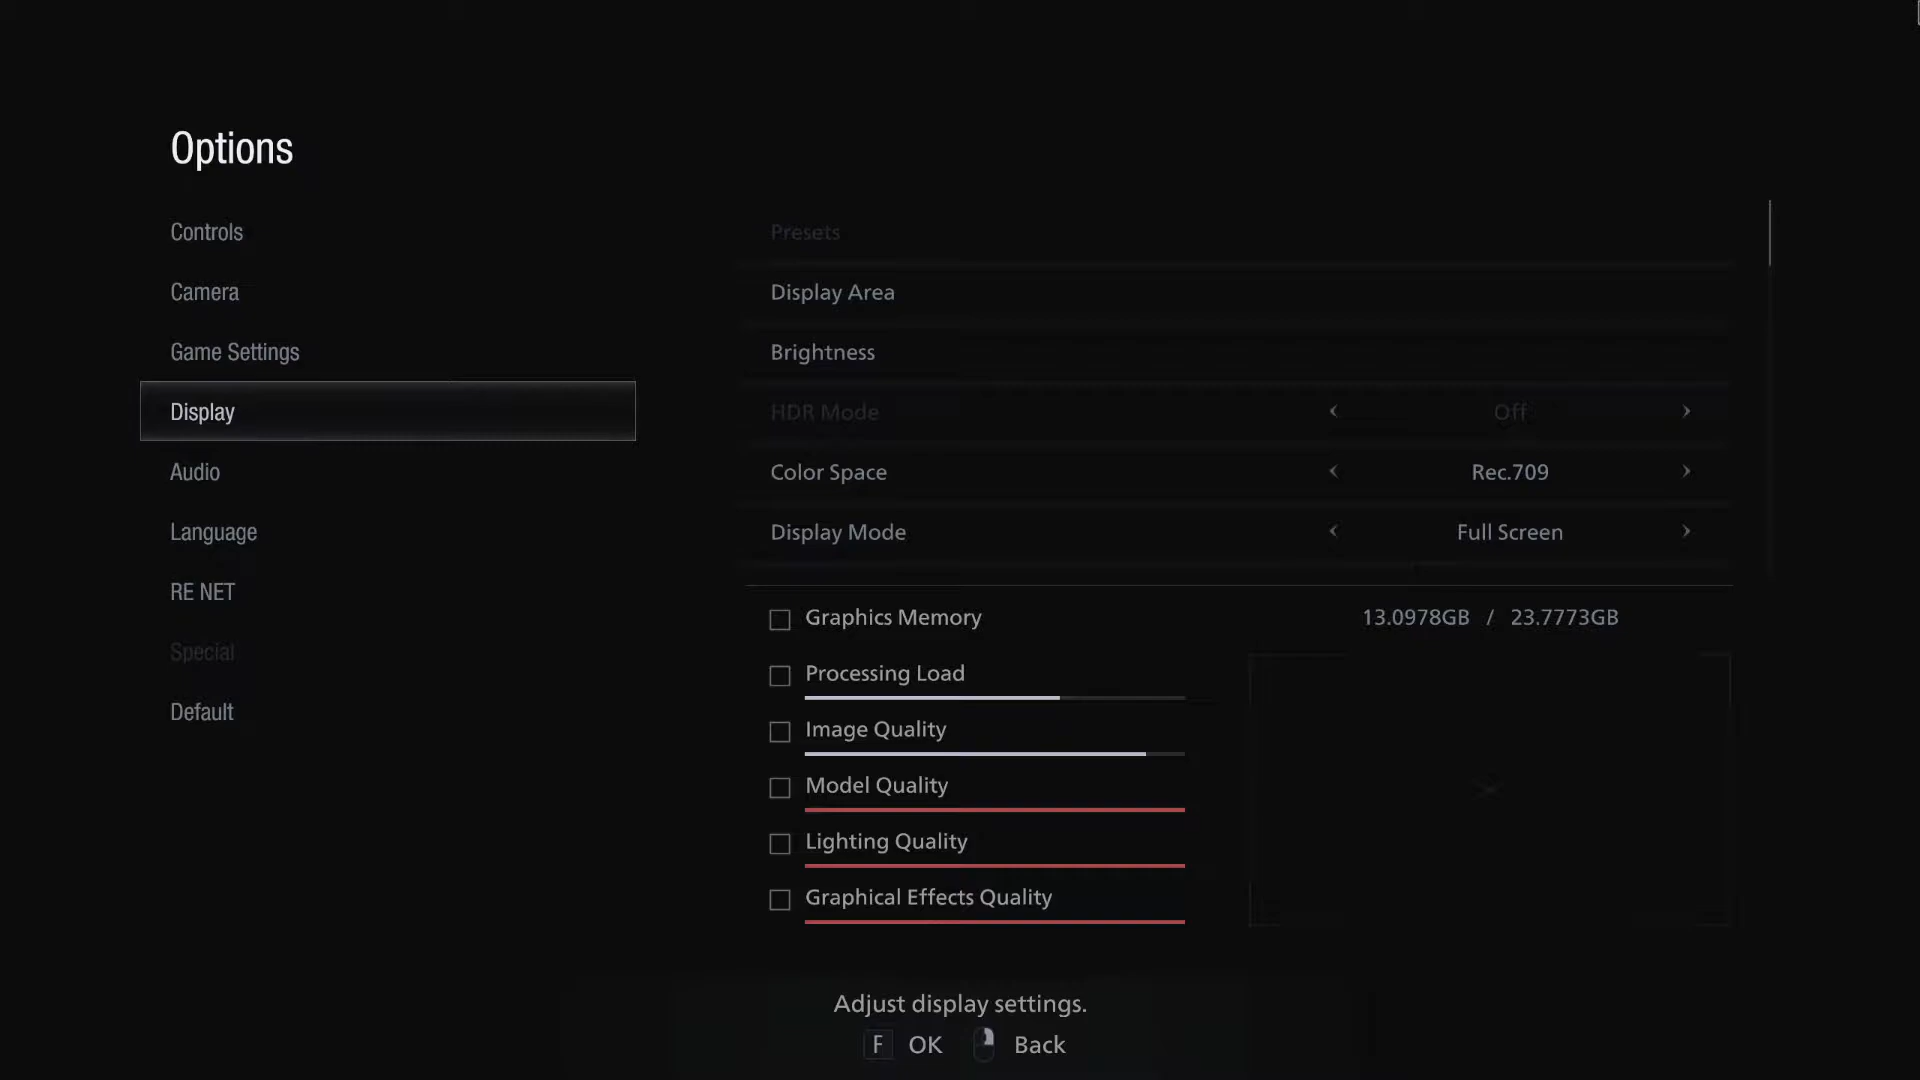 Options
Controls
Camera
Game Settings
Display
Audio
Language
RE NET
Special
Default
Presets
Display Area
Brightness
HDR Mode Off
Color Space Rec.709
Display Mode Full Screen
Graphics Memory 13.0978GB / 23.7773GB
Processing Load
Image Quality
Model Quality
Lighting Quality
Graphical Effects Quality
Adjust display settings.
F OK Back